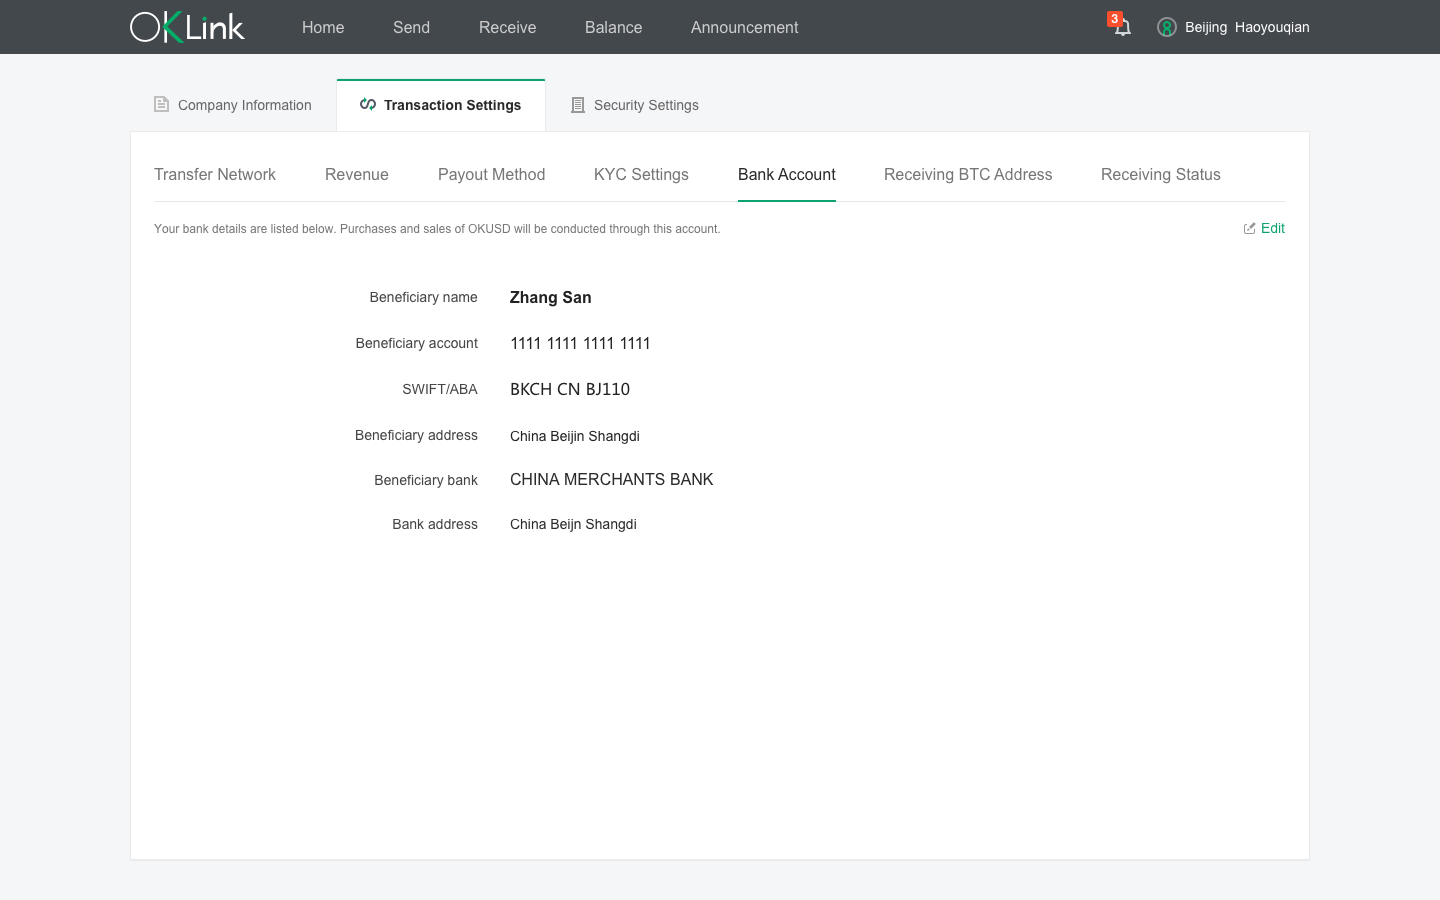 OKLink Home Send Receive Balance Announcement 3 Beijing Haoyouqian
Company Information Transaction Settings Security Settings
Transfer Network Revenue Payout Method KYC Settings Bank Account Receiving BTC Address Receiving Status
Your bank details are listed below. Purchases and sales of OKUSD will be conducted through this account. Edit
Beneficiary name Zhang San
Beneficiary account 1111 1111 1111 1111
SWIFT/ABA BKCH CN BJ110
Beneficiary address China Beijin Shangdi
Beneficiary bank CHINA MERCHANTS BANK
Bank address China Beijn Shangdi